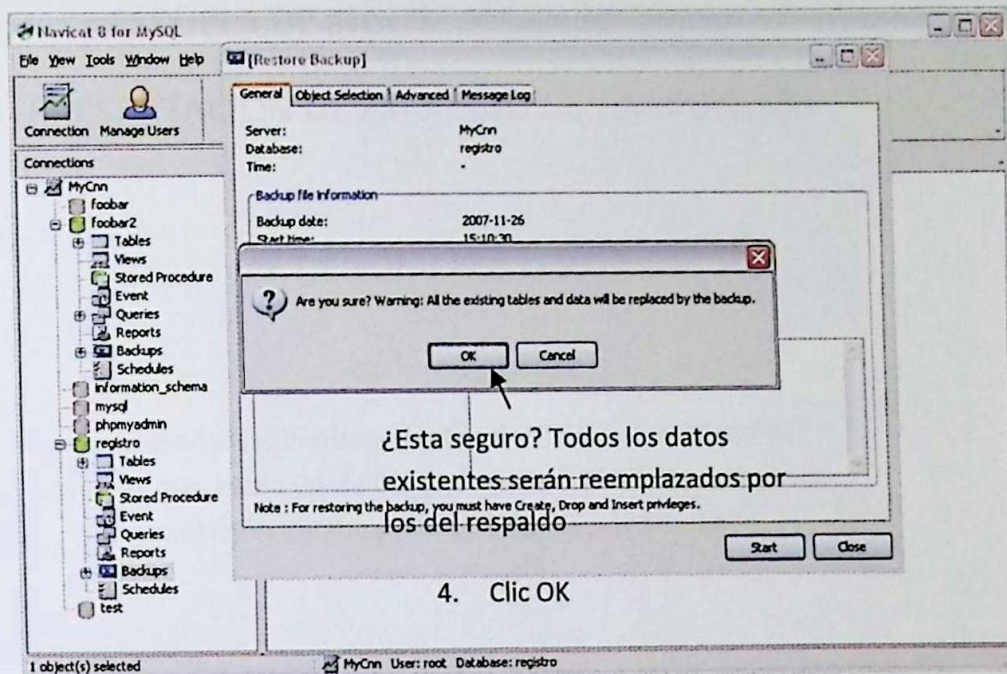 Navicat 8 for MySQL
File View Tools Window Help
[Restore Backup]
Connection Manage Users
General Object Selection Advanced Message Log
Server: MyCnn
Database: registro
Time: -
Connections
MyCnn
foobar
foobar2
Tables
Views
Stored Procedure
Event
Queries
Reports
Backups
Schedules
information_schema
mysql
phpmyadmin
registro
Tables
Views
Stored Procedure
Event
Queries
Reports
Backups
Schedules
test
Backup file information
Backup date: 2007-11-26
Start time: 15:10:30
Are you sure? Warning: All the existing tables and data will be replaced by the backup.
OK Cancel
¿Esta seguro? Todos los datos
existentes serán reemplazados por
los del respaldo
Note : For restoring the backup, you must have Create, Drop and Insert privileges.
Start Close
4. Clic OK
1 object(s) selected
MyCnn User: root Database: registro